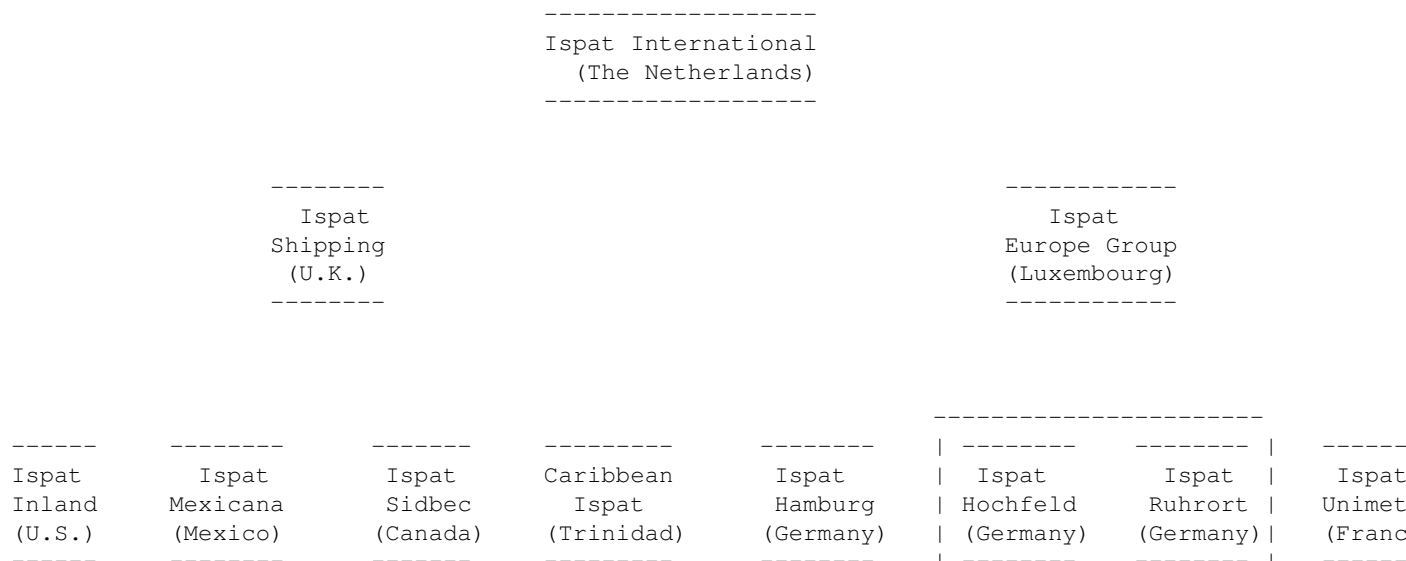 -------------------
Ispat International
(The Netherlands)
-------------------
-------- ------------
Ispat Ispat
Shipping Europe Group
(U.K.) (Luxembourg)
-------- ------------
-----------------------
------ -------- ------- --------- -------- | -------- -------- | ------
Ispat Ispat Ispat Caribbean Ispat | Ispat Ispat | Ispat
Inland Mexicana Sidbec Ispat Hamburg | Hochfeld Ruhrort | Unimet
(U.S.) (Mexico) (Canada) (Trinidad) (Germany) | (Germany) (Germany)| (Franc
------ -------- ------- --------- -------- | -------- -------- | ------